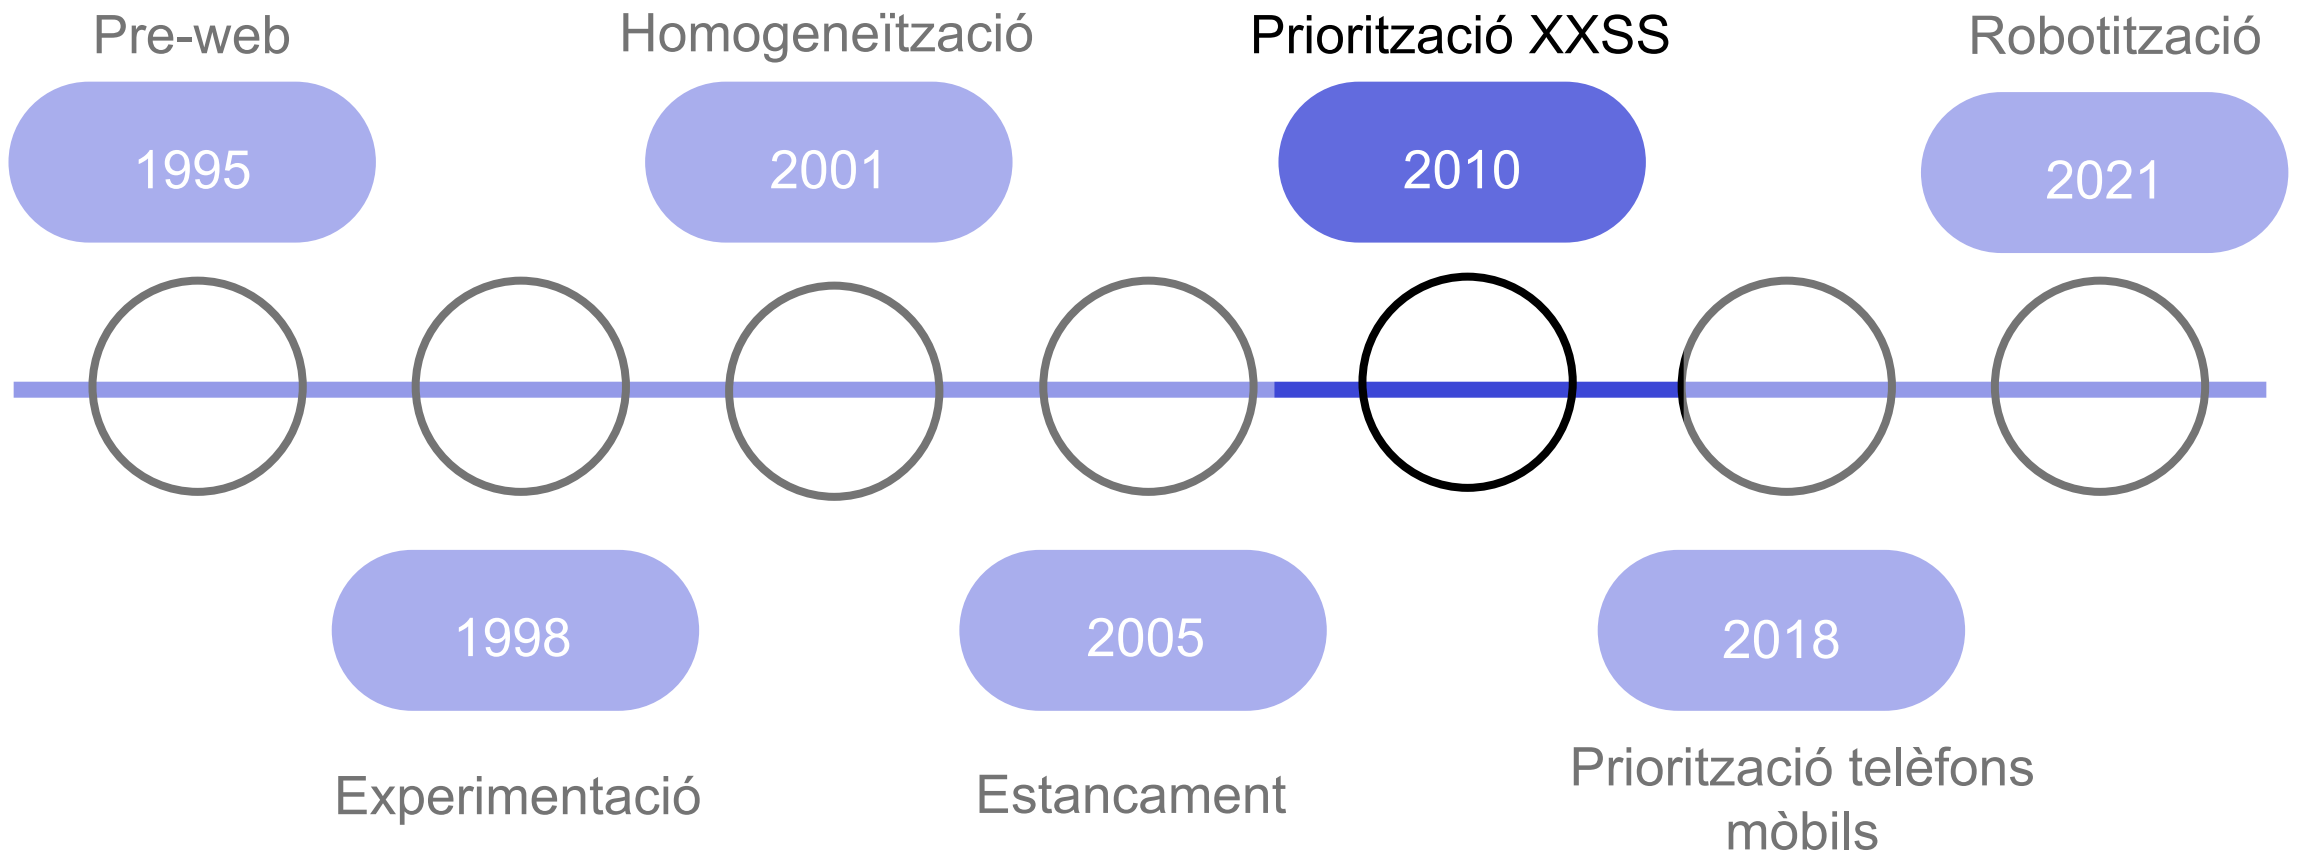 Pre-web
Homogeneïtzació
Priorització XXSS
Robotització
1995
2001
2010
2021
1998
2005
2018
Experimentació
Estancament
Priorització telèfons
mòbils